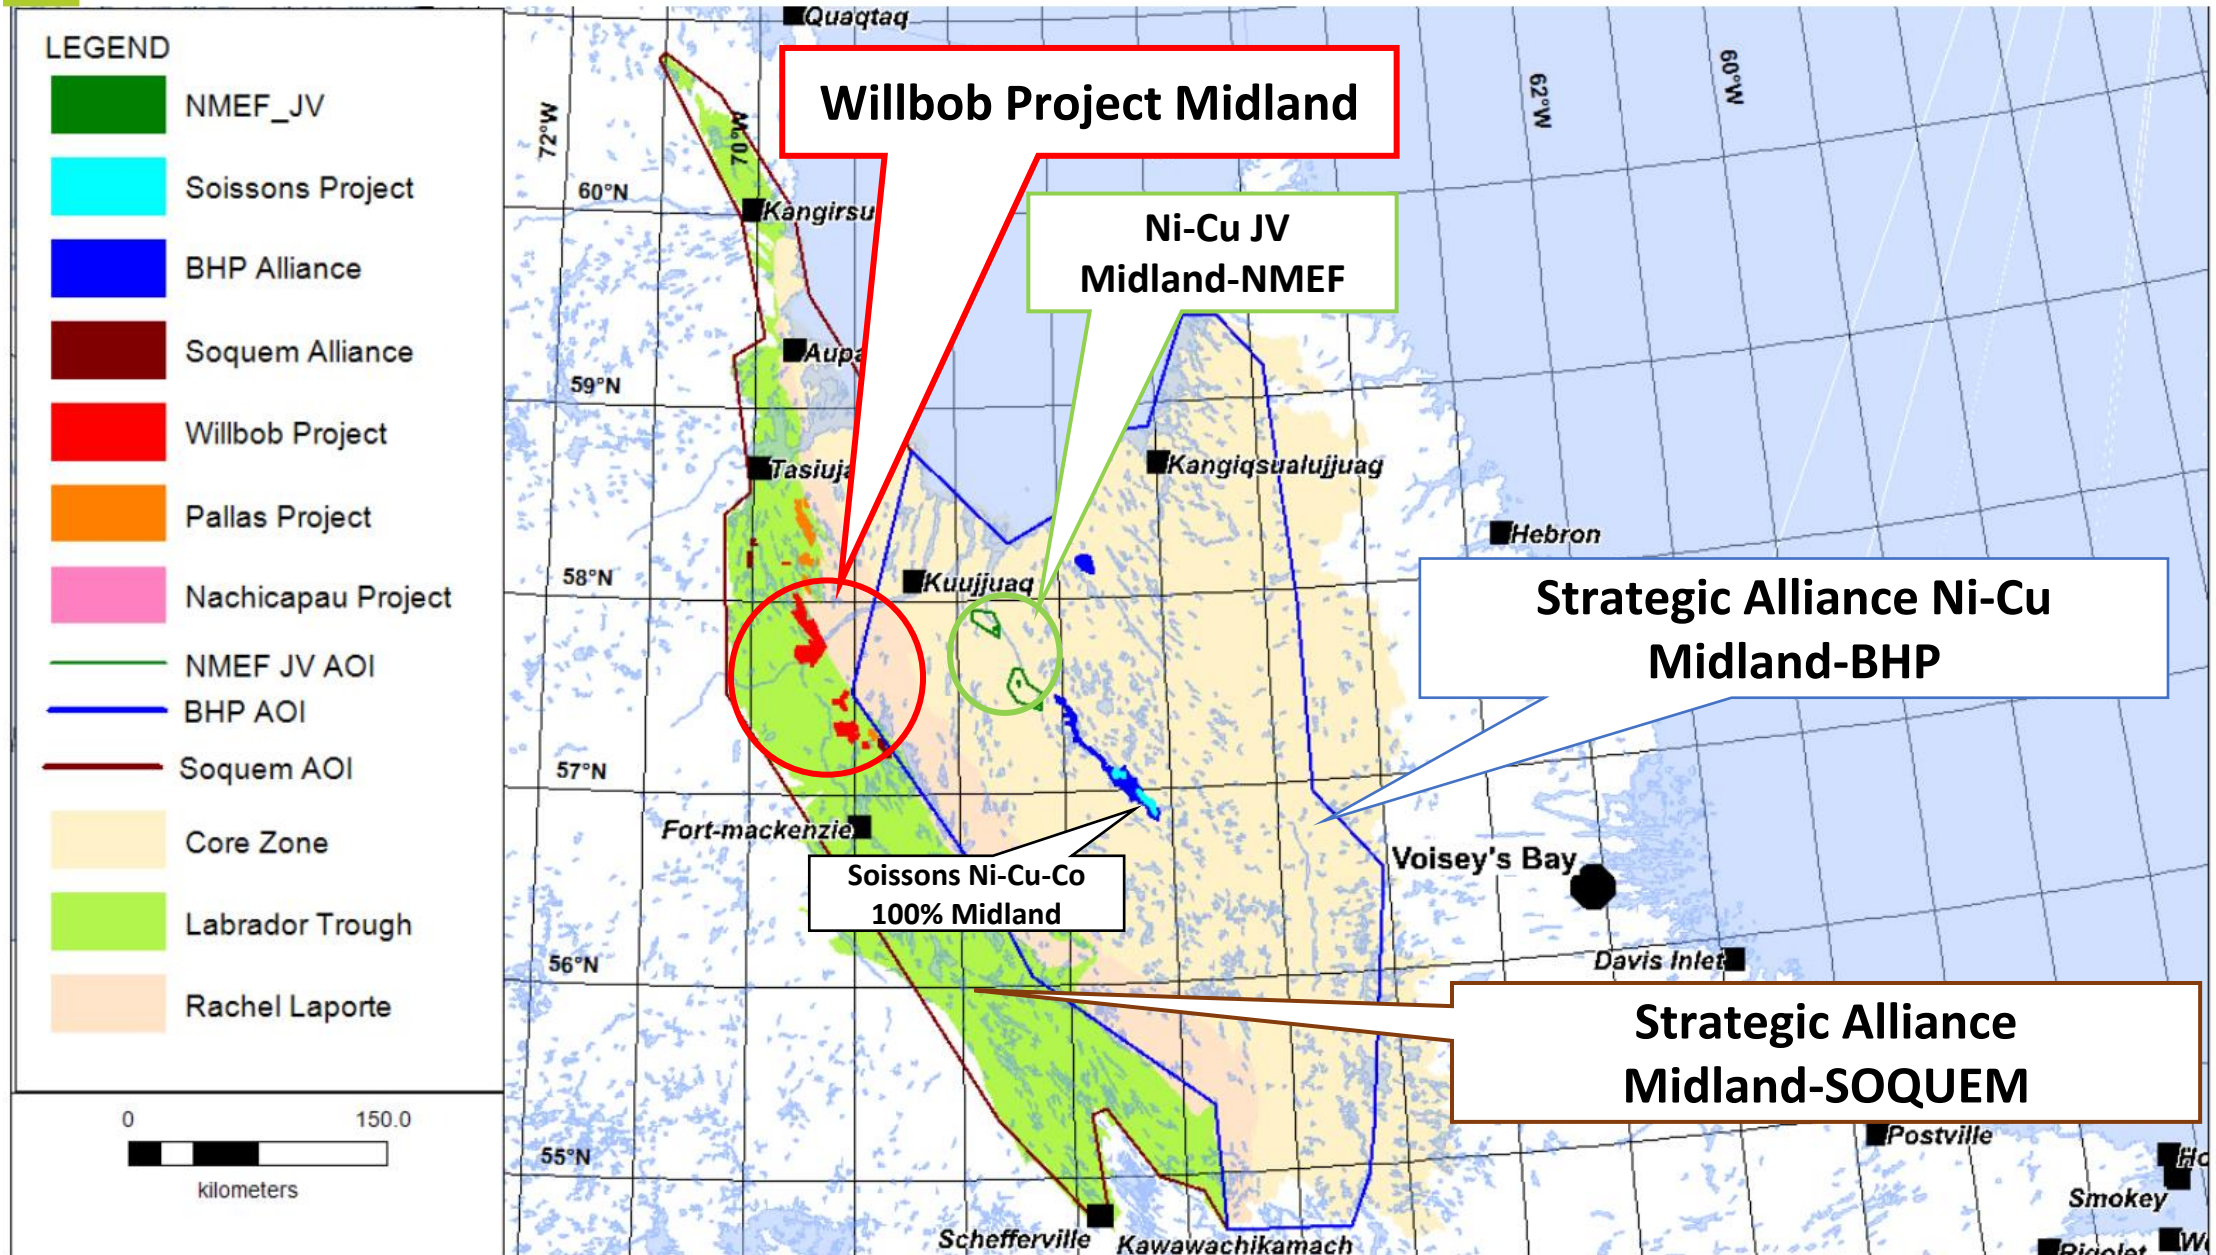 LEGEND
NMEF_JV
Soissons Project
BHP Alliance
Soquem Alliance
Willbob Project
Pallas Project
Nachicapau Project
NMEF JV AOI
BHP AOI
Soquem AOI
Core Zone
Labrador Trough
Rachel Laporte
0 150.0
kilometers
Quaqtaq
Willbob Project Midland
72°W
70°W
62°W
60°W
60°N
Kangirsu
Ni-Cu JV
Midland-NMEF
Aupa
59°N
Tasiuja
Kangiqsualujjuag
Hebron
58°N
Kuujjuaq
Strategic Alliance Ni-Cu
Midland-BHP
57°N
Fort-mackenzie
Soissons Ni-Cu-Co
100% Midland
Voisey's Bay
56°N
Davis Inlet
Strategic Alliance
Midland-SOQUEM
Postville
55°N
Ho
Smokey
Schefferville
Kawawachikamach
Rigolet
We